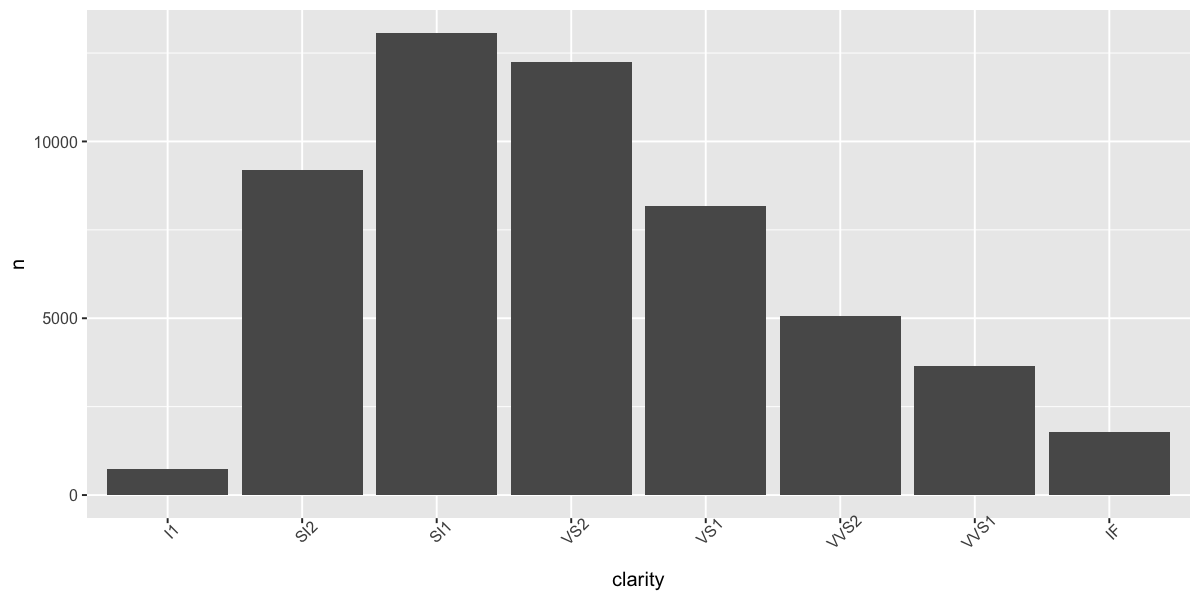 10000
5000
0
n
I1 SI2 SI1 VS2 VS1 VVS2 VVS1 IF
clarity